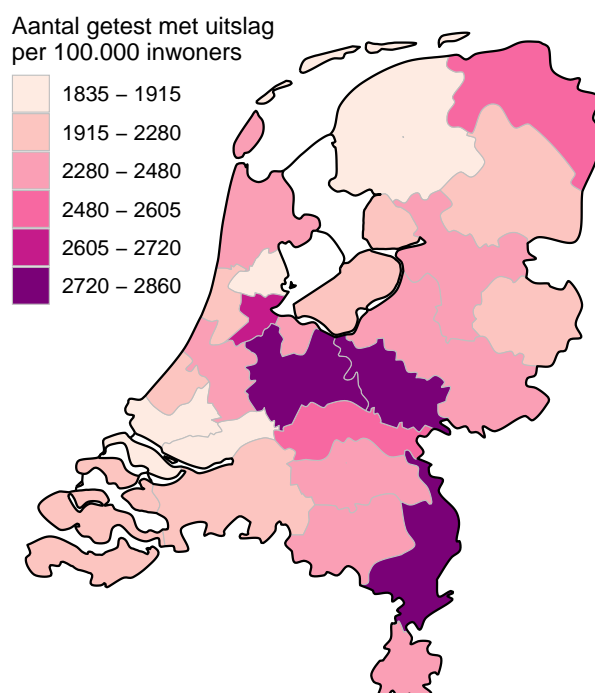 Aantal getest met uitslag
per 100.000 inwoners
1835 – 1915
1915 – 2280
2280 – 2480
2480 – 2605
2605 – 2720
2720 – 2860